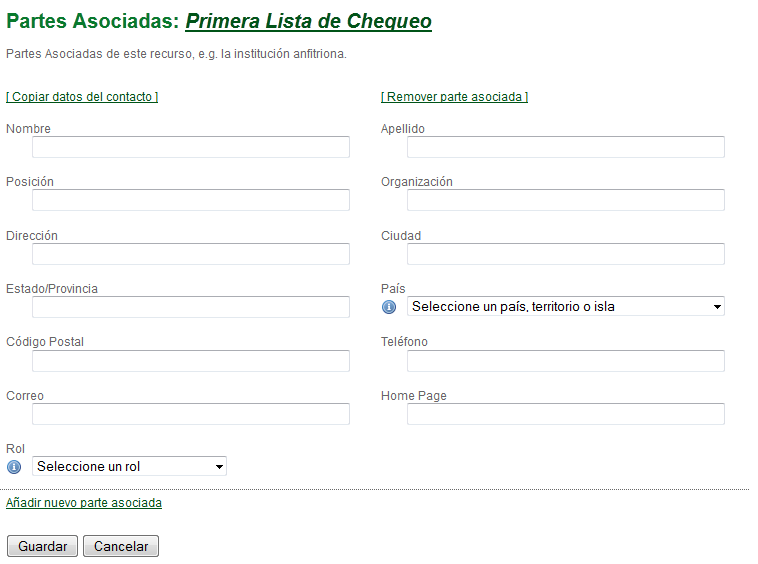 Partes Asociadas: Primera Lista de Chequeo
Partes Asociadas de este recurso, e.g. la institución anfitriona.
[ Copiar datos del contacto ] [ Remover parte asociada ]
Nombre Apellido
Posición Organización
Dirección Ciudad
Estado/Provincia País
Seleccione un país, territorio o isla
Código Postal Teléfono
Correo Home Page
Rol
Seleccione un rol
Añadir nuevo parte asociada
Guardar Cancelar